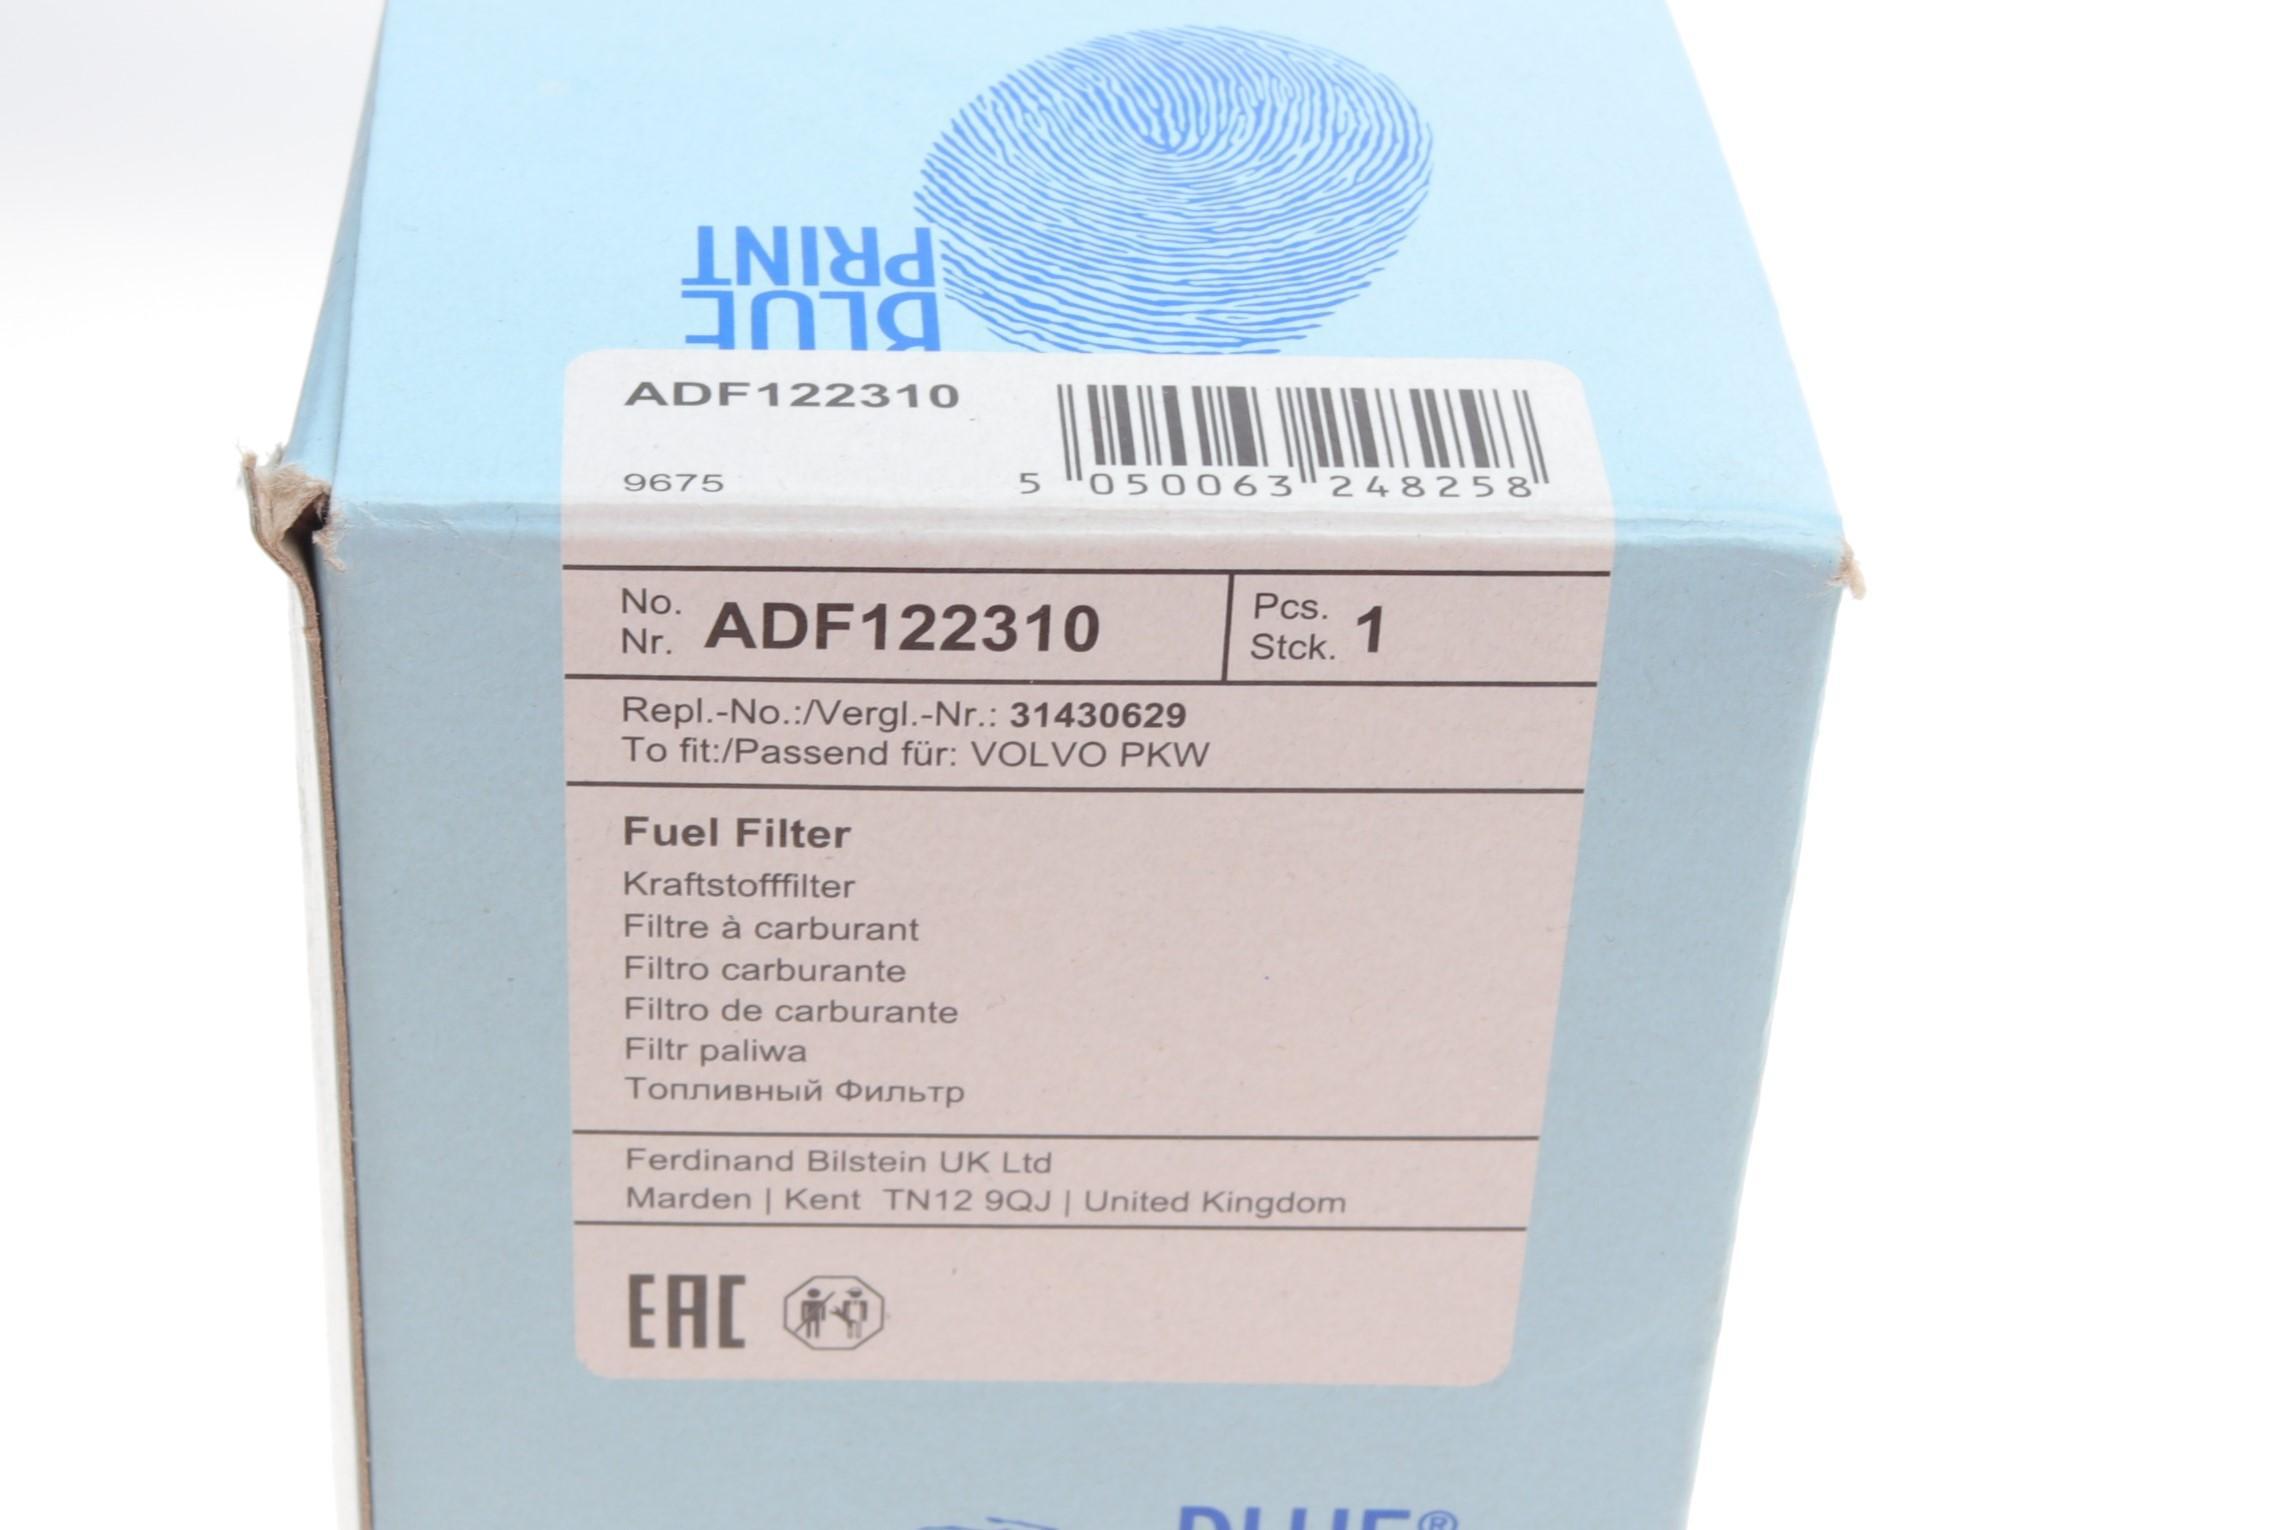 BLUE
PRINT
ADF122310
9675
5 050063 248258
No.
Nr. ADF122310
Pcs.
Stck. 1
Repl.-No.:/Vergl.-Nr.: 31430629
To fit:/Passend für: VOLVO PKW
Fuel Filter
Kraftstofffilter
Filtre à carburant
Filtro carburante
Filtro de carburante
Filtr paliwa
Топливный Фильтр
Ferdinand Bilstein UK Ltd
Marden | Kent TN12 9QJ | United Kingdom
EAC
BLUE®